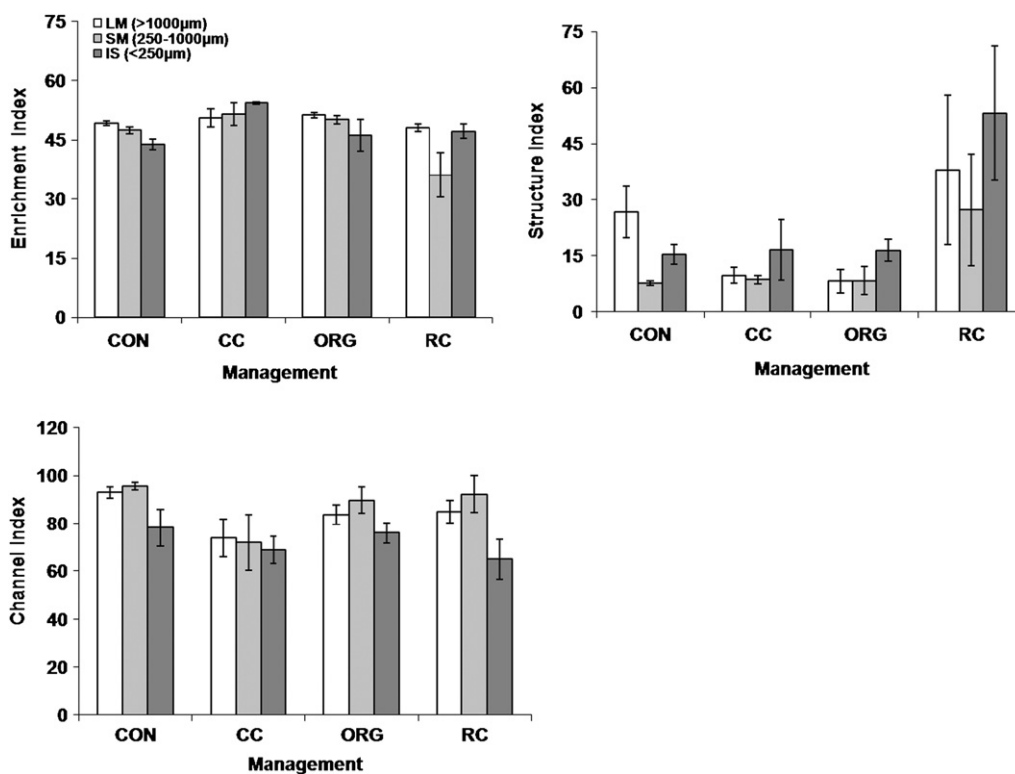 75
60
45
30
15
0
Enrichment Index
LM (>1000µm)
SM (250-1000µm)
IS (<250µm)
CON CC ORG RC
Management
75
60
45
30
15
0
Structure Index
CON CC ORG RC
Management
120
100
80
60
40
20
0
Channel Index
CON CC ORG RC
Management